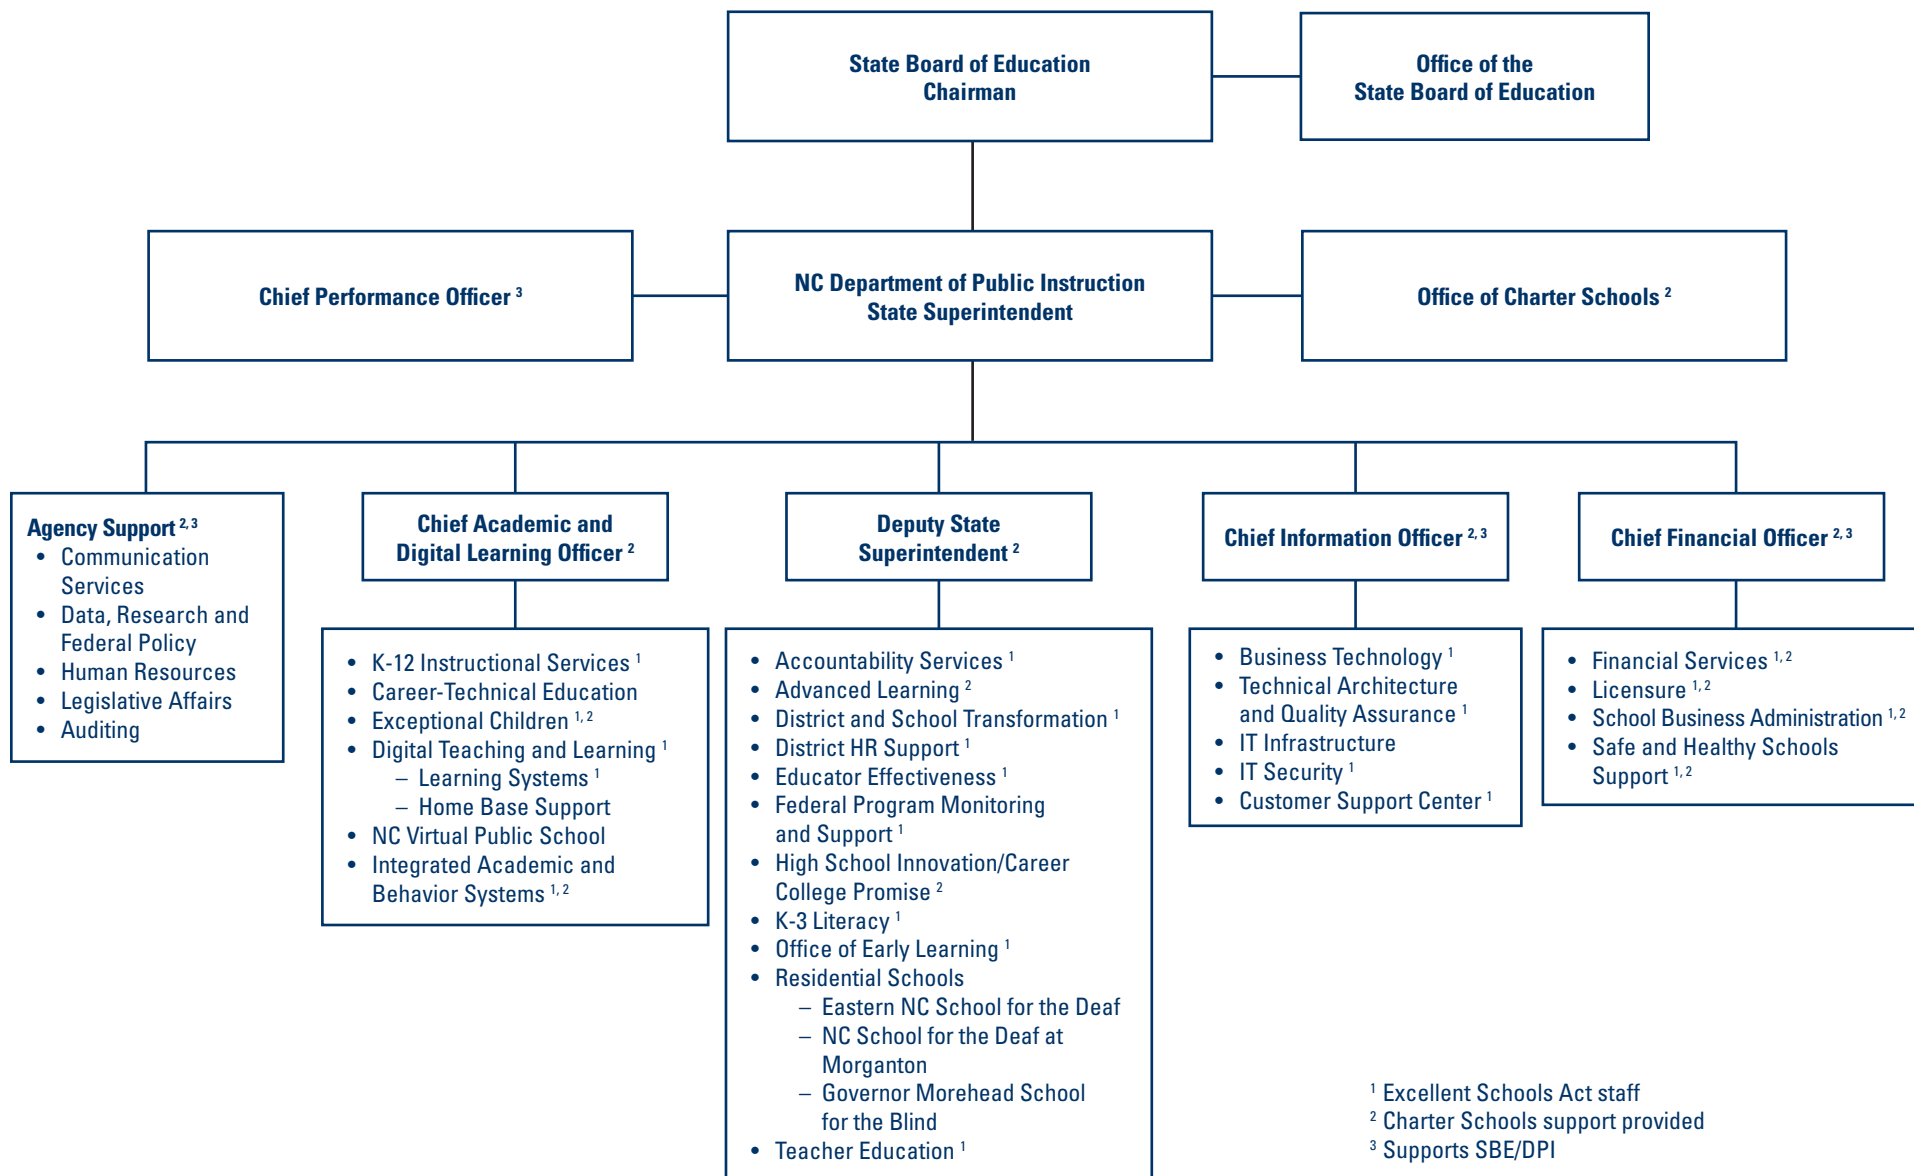 State Board of Education
Chairman
Office of the
State Board of Education
Chief Performance Officer ³
NC Department of Public Instruction
State Superintendent
Office of Charter Schools ²
Agency Support ²,³
• Communication
Services
• Data, Research and
Federal Policy
• Human Resources
• Legislative Affairs
• Auditing
Chief Academic and
Digital Learning Officer ²
• K-12 Instructional Services ¹
• Career-Technical Education
• Exceptional Children ¹,²
• Digital Teaching and Learning ¹
– Learning Systems ¹
– Home Base Support
• NC Virtual Public School
• Integrated Academic and
Behavior Systems ¹,²
Deputy State
Superintendent ²
• Accountability Services ¹
• Advanced Learning ²
• District and School Transformation ¹
• District HR Support ¹
• Educator Effectiveness ¹
• Federal Program Monitoring
and Support ¹
• High School Innovation/Career
College Promise ²
• K-3 Literacy ¹
• Office of Early Learning ¹
• Residential Schools
– Eastern NC School for the Deaf
– NC School for the Deaf at
Morganton
– Governor Morehead School
for the Blind
• Teacher Education ¹
Chief Information Officer ²,³
• Business Technology ¹
• Technical Architecture
and Quality Assurance ¹
• IT Infrastructure
• IT Security ¹
• Customer Support Center ¹
Chief Financial Officer ²,³
• Financial Services ¹,²
• Licensure ¹,²
• School Business Administration ¹,²
• Safe and Healthy Schools
Support ¹,²
¹ Excellent Schools Act staff
² Charter Schools support provided
³ Supports SBE/DPI